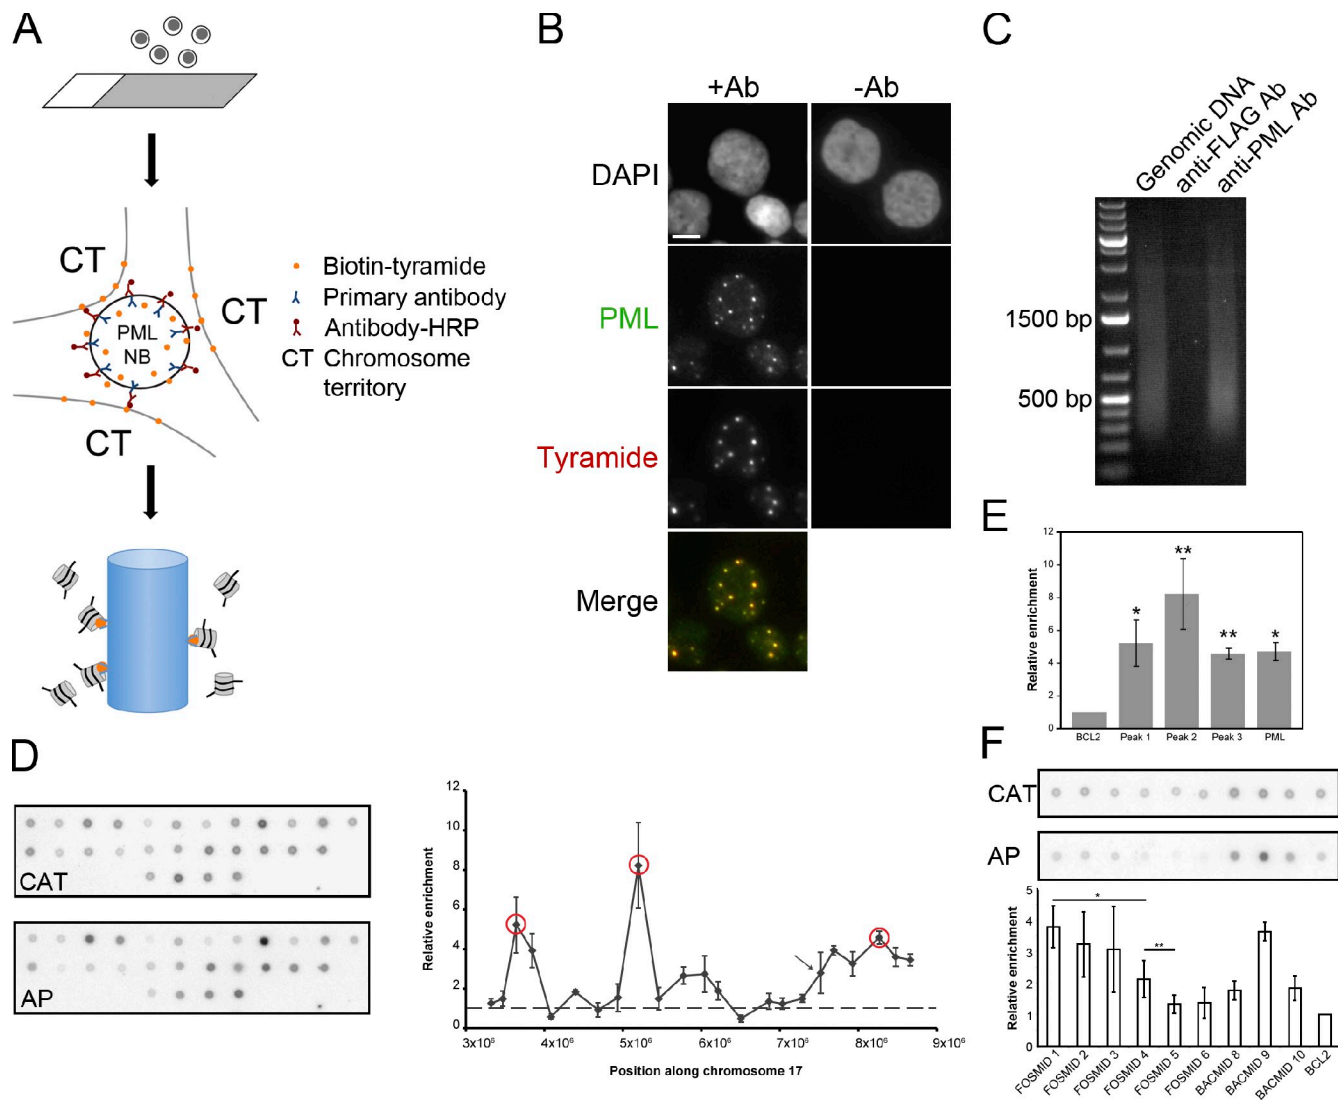 A
CT
CT
CT
PML
NB
Biotin-tyramide
Primary antibody
Antibody-HRP
CT Chromosome
territory
B
+Ab
-Ab
DAPI
PML
Tyramide
Merge
C
Genomic DNA
anti-FLAG Ab
anti-PML Ab
1500 bp
500 bp
D
CAT
AP
Relative enrichment
12
10
8
6
4
2
0
3x10⁶
4x10⁶
5x10⁶
6x10⁶
7x10⁶
8x10⁶
9x10⁶
Position along chromosome 17
E
Relative enrichment
12
10
8
6
4
2
0
*
**
**
*
BCL2
Peak 1
Peak 2
Peak 3
PML
F
CAT
AP
Relative enrichment
5
4
3
2
1
0
*
**
FOSMID 1
FOSMID 2
FOSMID 3
FOSMID 4
FOSMID 5
FOSMID 6
BACMID 8
BACMID 9
BACMID 10
BCL2